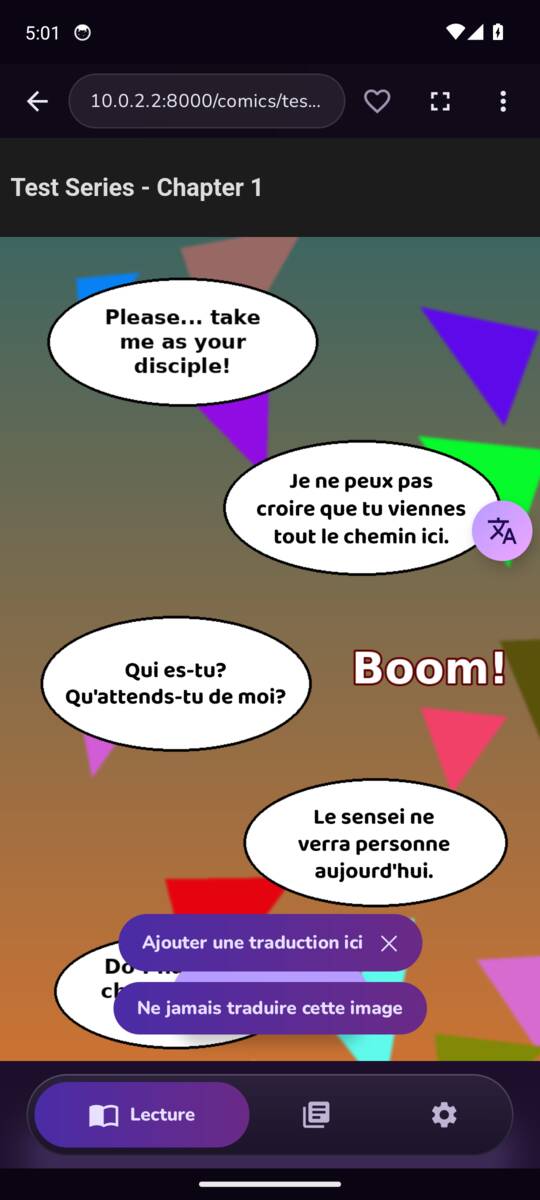 5:01
10.0.2.2:8000/comics/tes...
Test Series - Chapter 1
Please... take
me as your
disciple!
Je ne peux pas
croire que tu viennes
tout le chemin ici.
Qui es-tu?
Qu'attends-tu de moi?
Boom!
Le sensei ne
verra personne
aujourd'hui.
Do
Ajouter une traduction ici
Ne jamais traduire cette image
Lecture